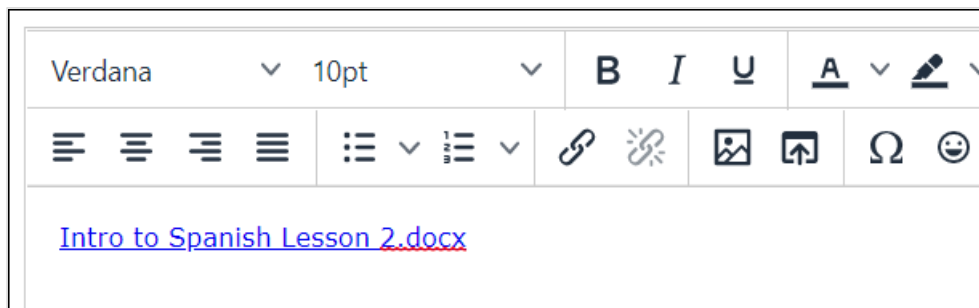 Verdana 10pt B I U A
Ω
Intro to Spanish Lesson 2.docx